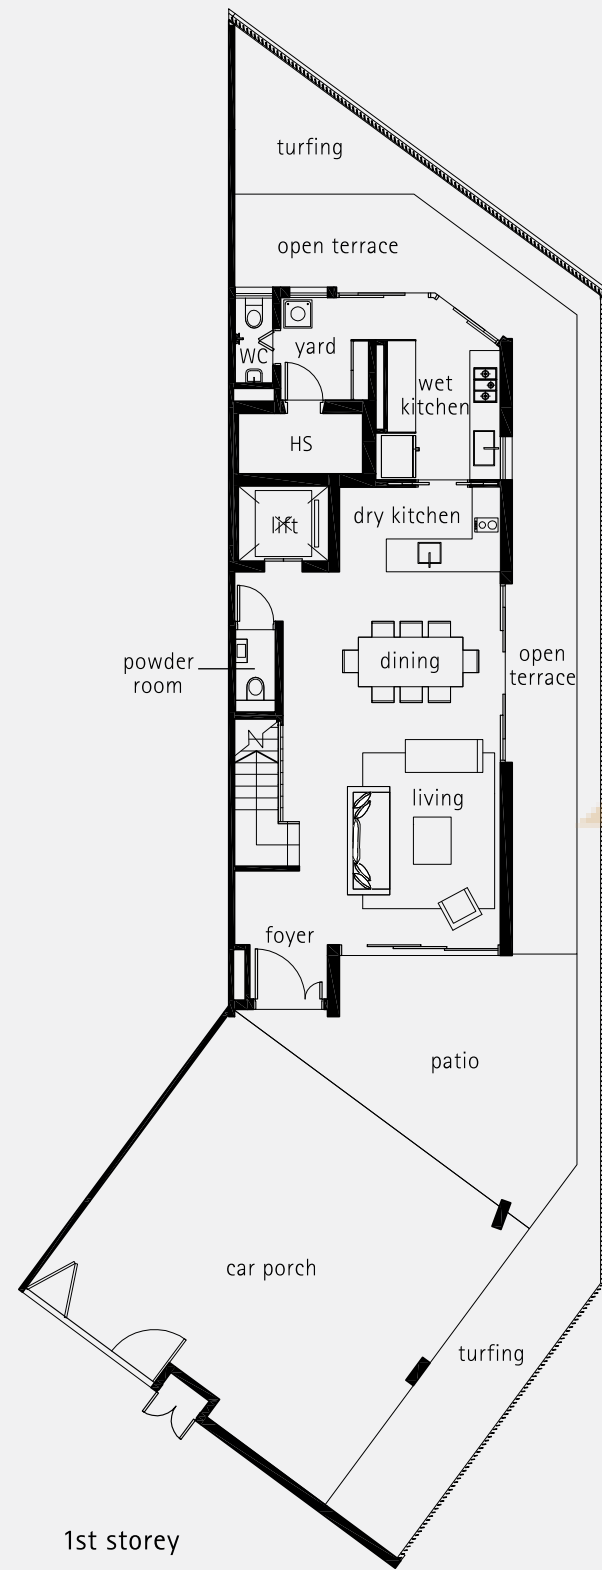 turfing
open terrace
yard
WC
wet
kitchen
HS
lift
dry kitchen
powder
room
dining
open
terrace
living
foyer
patio
car porch
turfing
1st storey